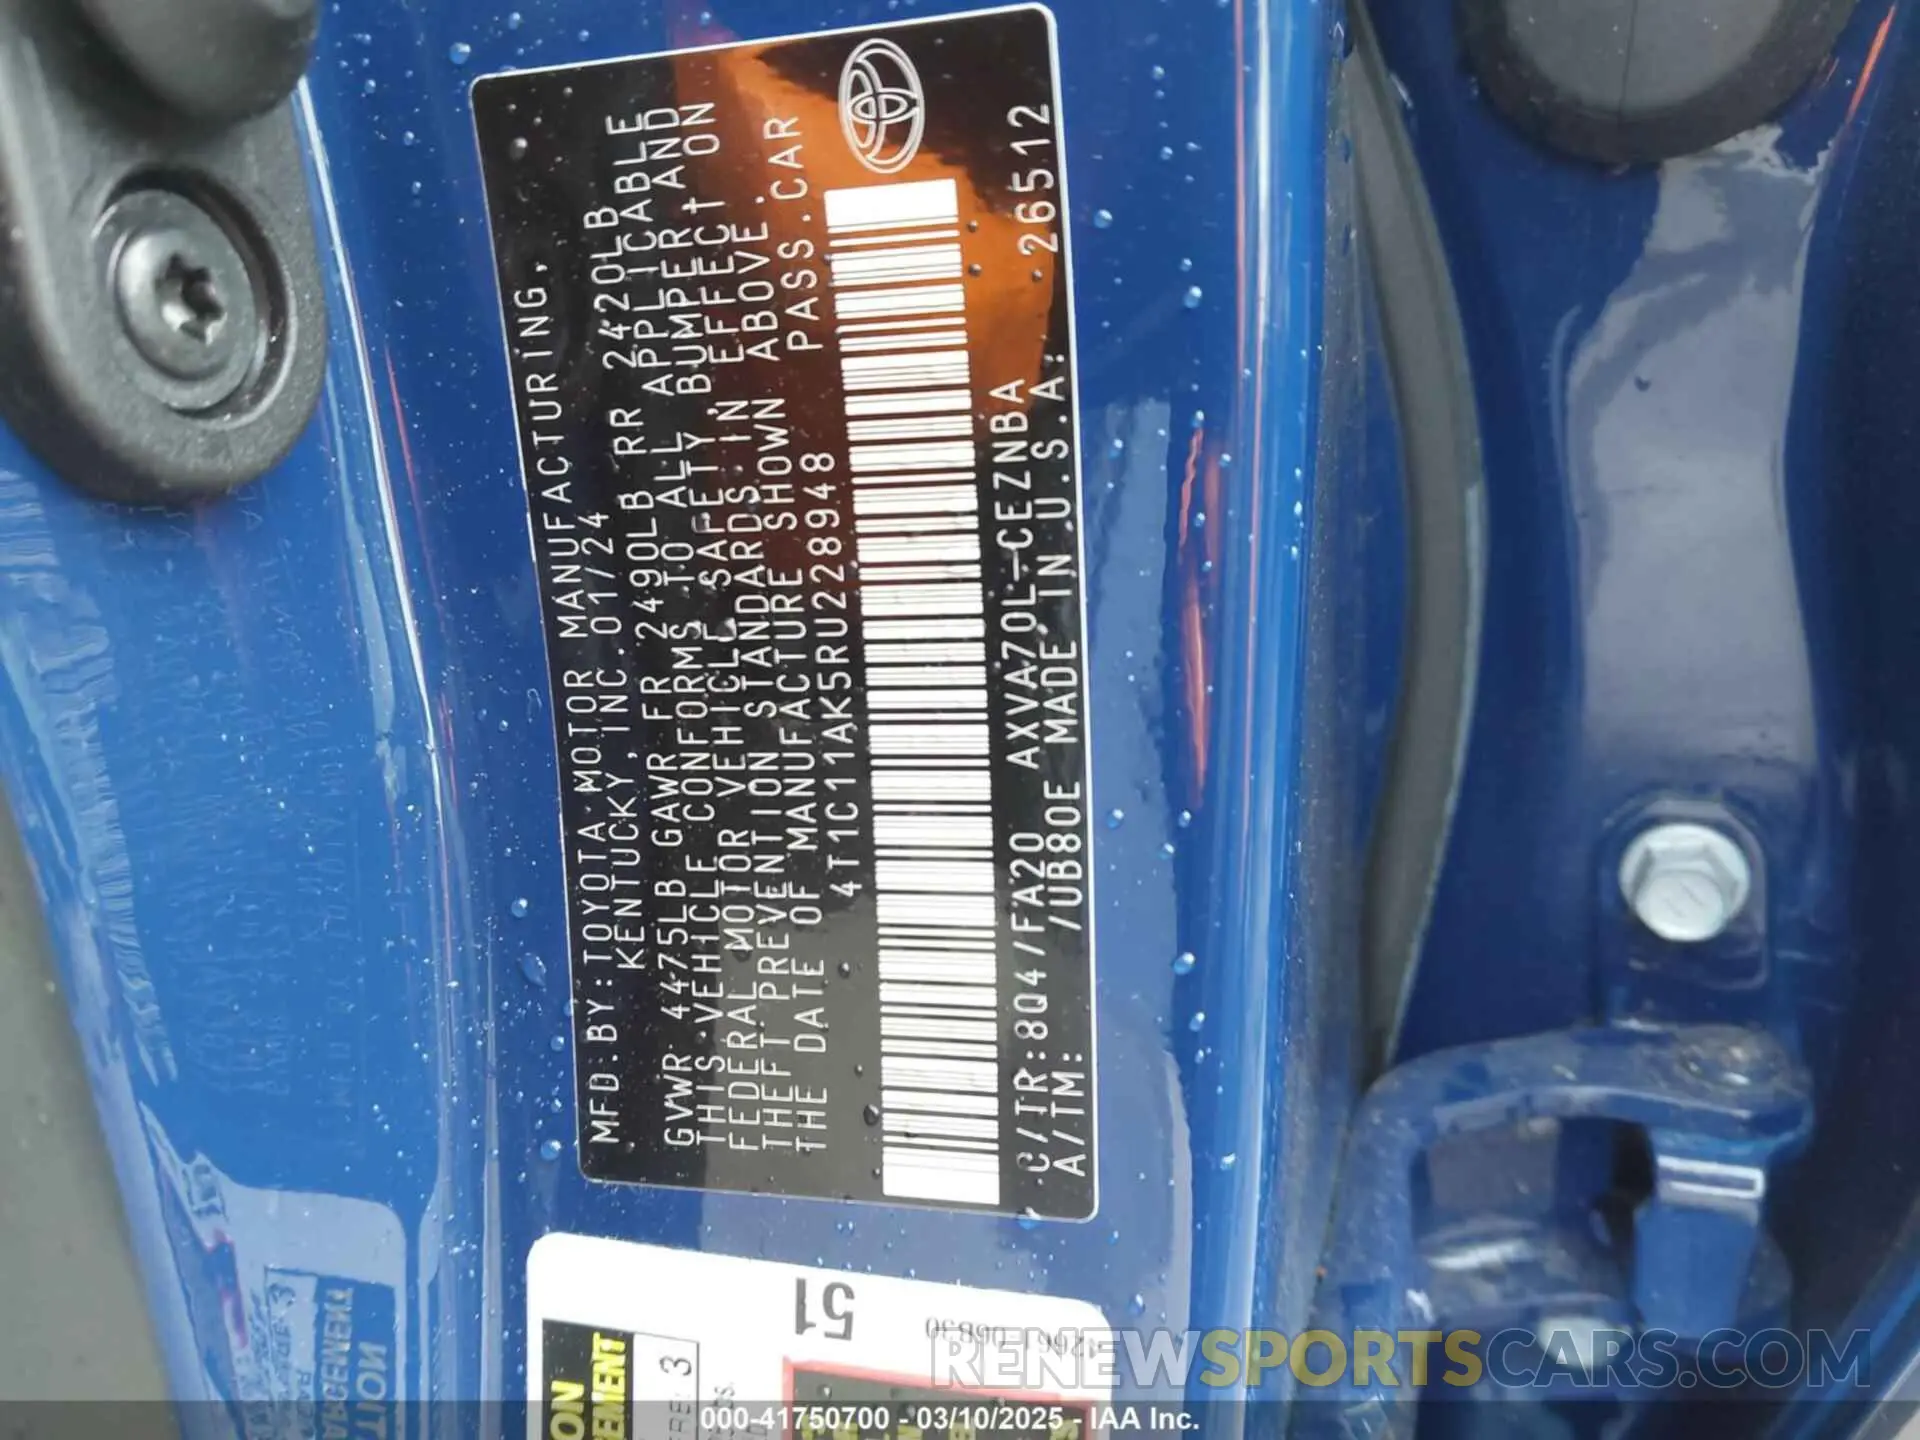 MFD.BY:TOYOTA MOTOR MANUFACTURING,
KENTUCKY,INC.01/24
GVWR 4475LB GAWR FR 2490LB RR 2420LB
THIS VEHICLE CONFORMS TO ALL APPLICABLE
FEDERAL MOTOR VEHICLE SAFETY, BUMPER, AND
THEFT PREVENTION STANDARDS IN EFFECT ON
THE DATE OF MANUFACTURE SHOWN ABOVE.
4T1C11AK5RU228948 PASS.CAR
C/TR:8Q4/FA20 AXVA70L-CEZNBA 26512
A/TM: /UB80E MADE IN U.S.A.
51
42661-06B30
3
RENEWSPORTSCARS.COM
000-41750700 - 03/10/2025 - IAA Inc.